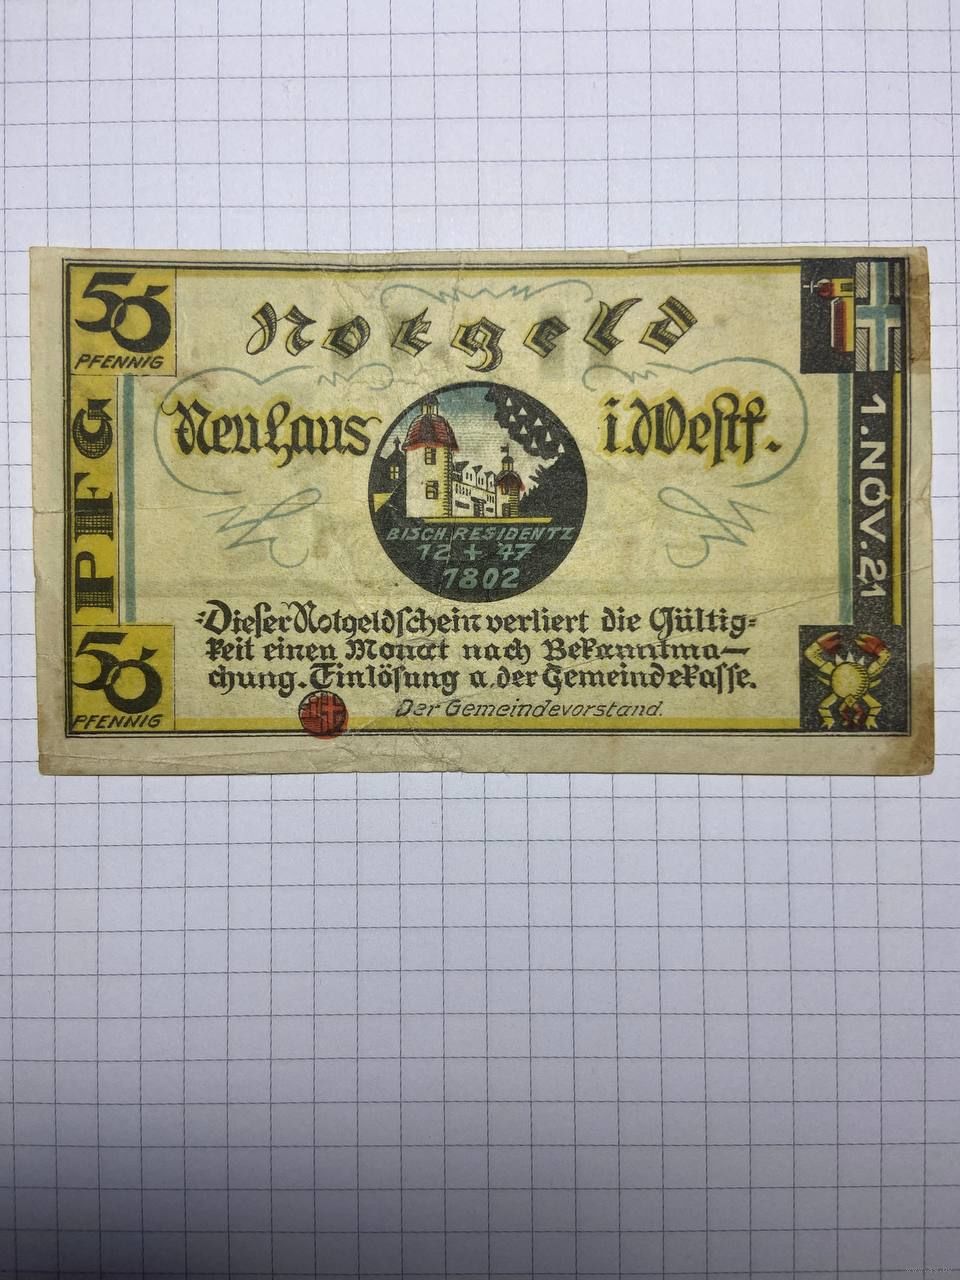 50
PFENNIG
Notgeld
Neuhaus i. Westf.
PFG
1. NOV. 21
BISCH. RESIDENTZ
12 + 47
1802
Dieser Notgeldschein verliert die Gültig=
keit einen Monat nach Bekanntma—
chung. Einlösung a. der Gemeindekasse.
Der Gemeindevorstand.
50
PFENNIG